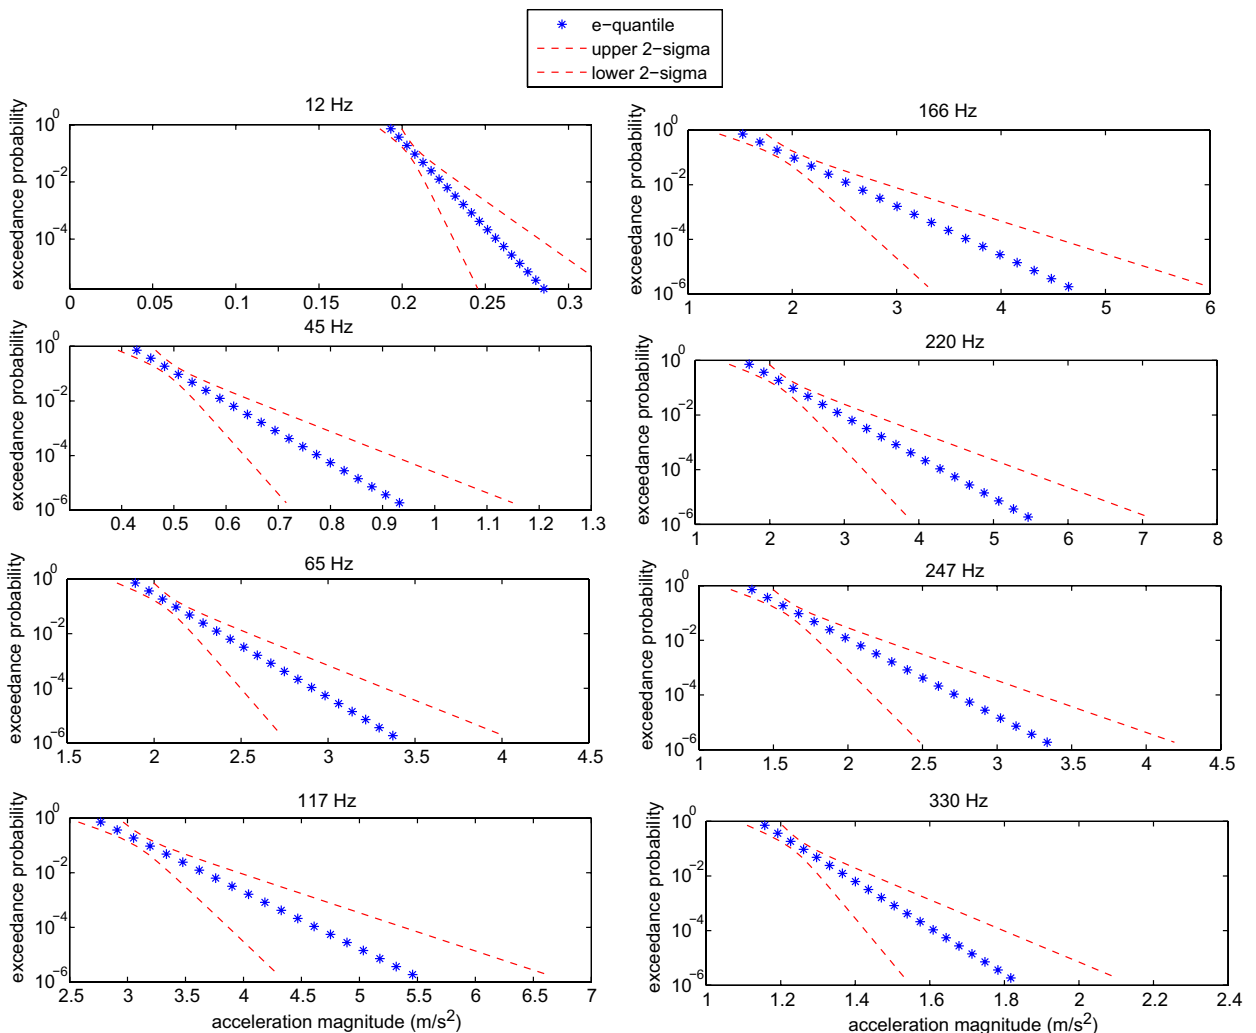 e−quantile
upper 2−sigma
lower 2−sigma
12 Hz
exceedance probability
10^0
10^−2
10^−4
0 0.05 0.1 0.15 0.2 0.25 0.3
166 Hz
exceedance probability
10^0
10^−2
10^−4
10^−6
1 2 3 4 5 6
45 Hz
exceedance probability
10^0
10^−2
10^−4
10^−6
0.4 0.5 0.6 0.7 0.8 0.9 1 1.1 1.2 1.3
220 Hz
exceedance probability
10^0
10^−2
10^−4
10^−6
1 2 3 4 5 6 7 8
65 Hz
exceedance probability
10^0
10^−2
10^−4
10^−6
1.5 2 2.5 3 3.5 4 4.5
247 Hz
exceedance probability
10^0
10^−2
10^−4
10^−6
1 1.5 2 2.5 3 3.5 4 4.5
117 Hz
exceedance probability
10^0
10^−2
10^−4
10^−6
2.5 3 3.5 4 4.5 5 5.5 6 6.5 7
acceleration magnitude (m/s^2)
330 Hz
exceedance probability
10^0
10^−2
10^−4
10^−6
1 1.2 1.4 1.6 1.8 2 2.2 2.4
acceleration magnitude (m/s^2)